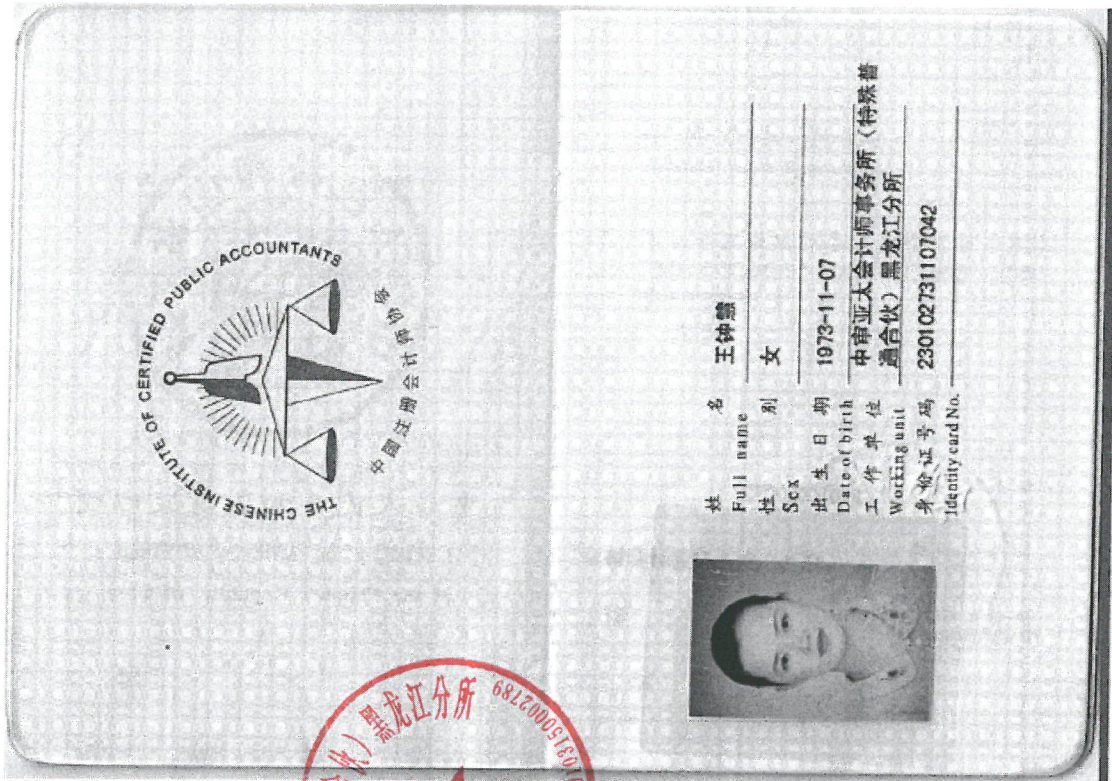 THE CHINESE INSTITUTE OF CERTIFIED PUBLIC ACCOUNTANTS
中国注册会计师协会
姓 名 王钟慧
Full name
性 别 女
Sex
出 生 日 期 1973-11-07
Date of birth
工 作 单 位 中审亚太会计师事务所（特殊普
Working unit 通合伙）黑龙江分所
身 份 证 号 码 230102731107042
Identity card No.
伙）黑龙江分所